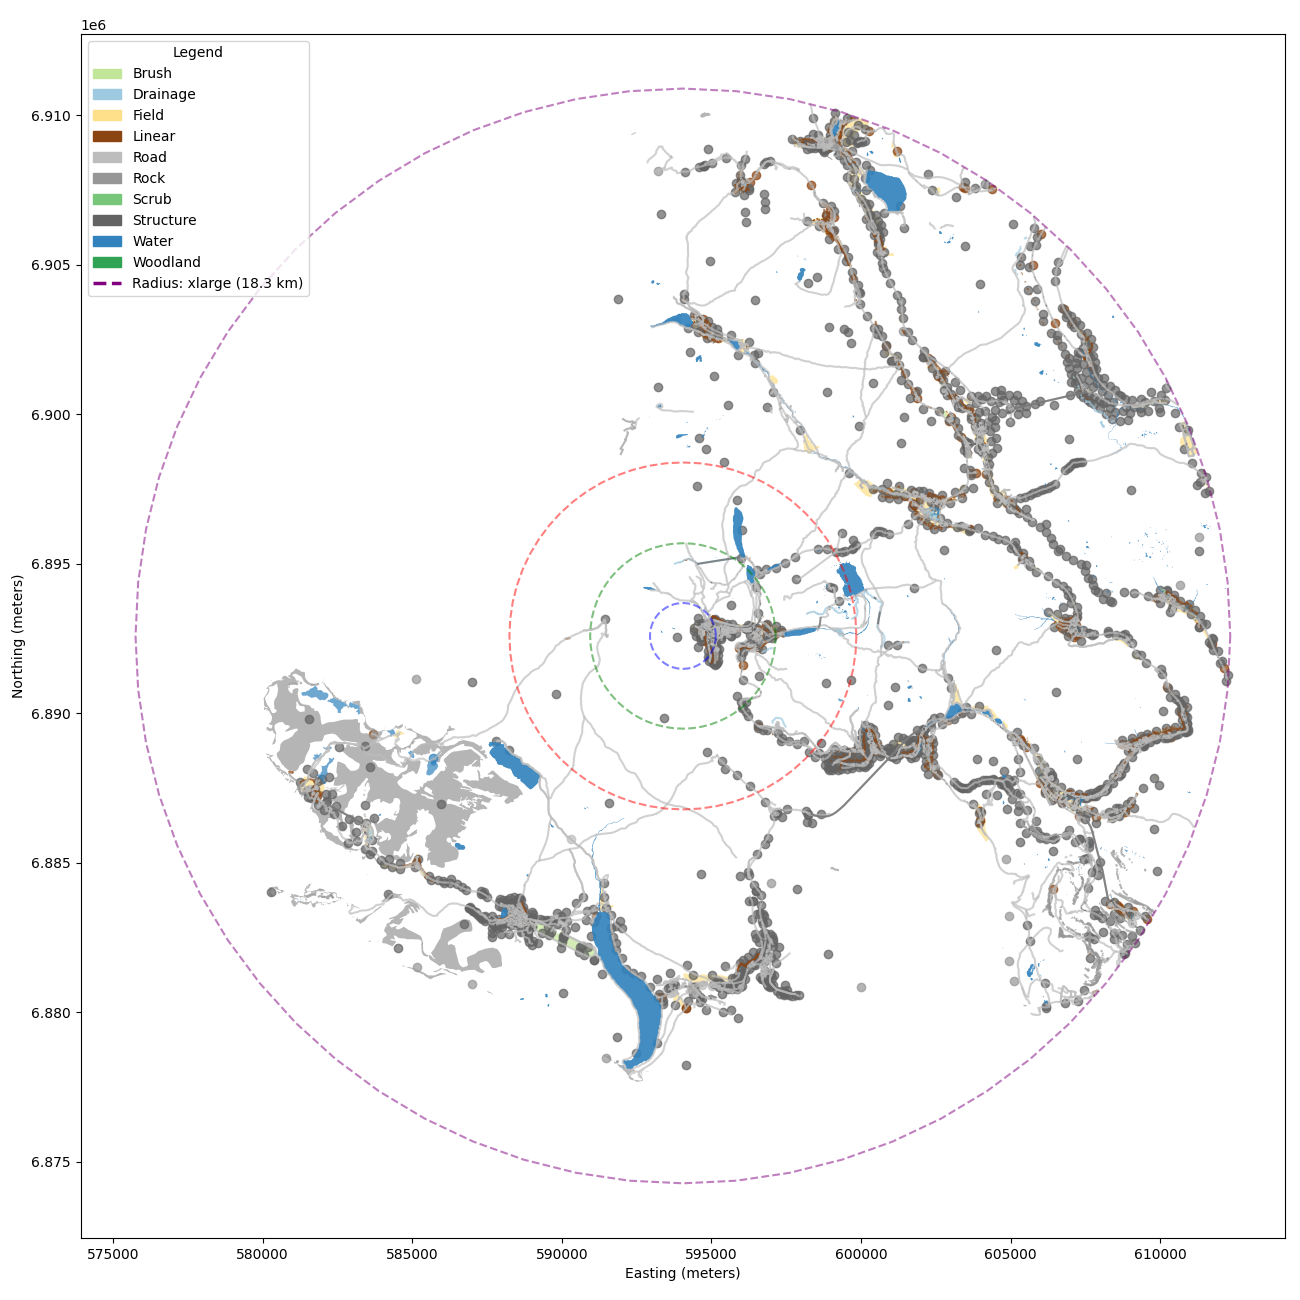 1e6
Legend
Brush
Drainage
Field
Linear
Road
Rock
Scrub
Structure
Water
Woodland
Radius: xlarge (18.3 km)
6.910
6.905
6.900
6.895
6.890
6.885
6.880
6.875
Northing (meters)
575000 580000 585000 590000 595000 600000 605000 610000
Easting (meters)